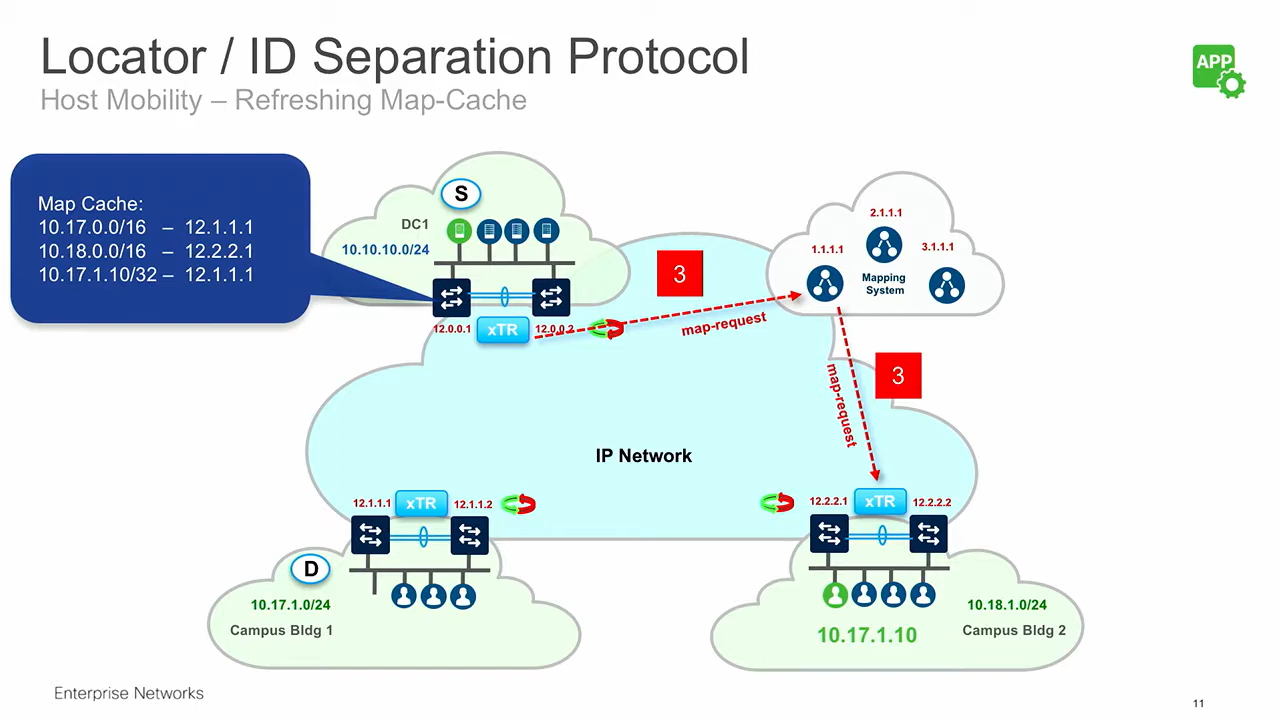 Locator / ID Separation Protocol
Host Mobility – Refreshing Map-Cache
APP
Map Cache:
10.17.0.0/16 – 12.1.1.1
10.18.0.0/16 – 12.2.2.1
10.17.1.10/32 – 12.1.1.1
S
DC1
10.10.10.0/24
12.0.0.1
xTR
12.0.0.2
3
map-request
2.1.1.1
1.1.1.1
3.1.1.1
Mapping
System
3
map-request
IP Network
12.1.1.1
xTR
12.1.1.2
12.2.2.1
xTR
12.2.2.2
D
10.17.1.0/24
Campus Bldg 1
10.17.1.10
10.18.1.0/24
Campus Bldg 2
Enterprise Networks
11